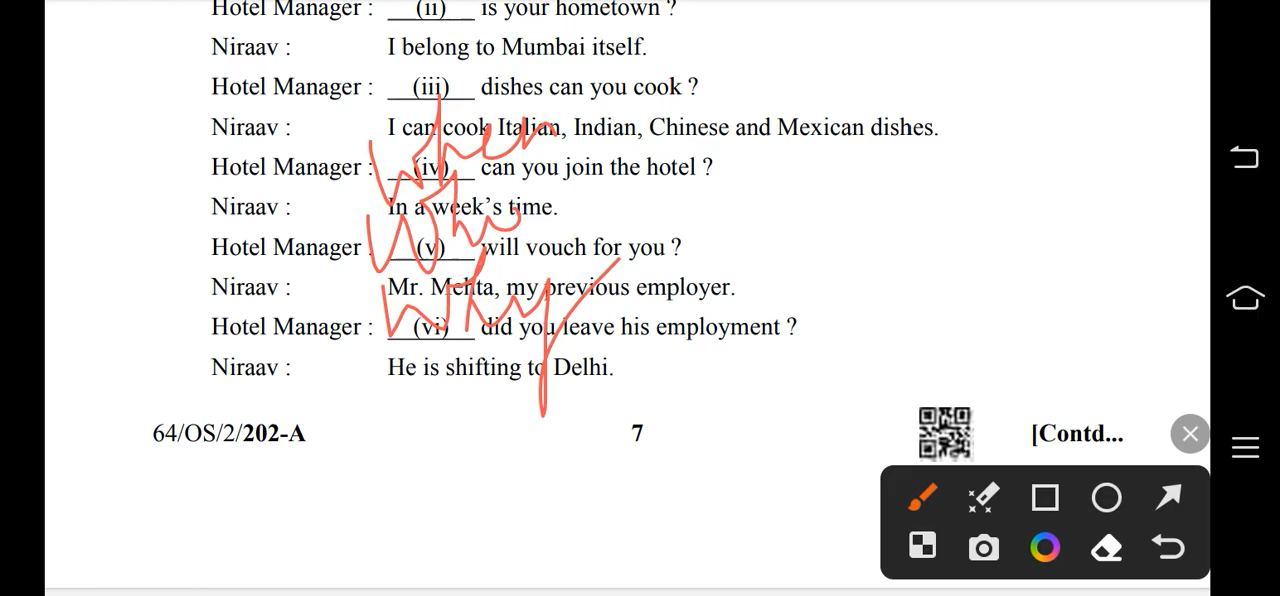 Hotel Manager : (ii) is your hometown ?
Niraav : I belong to Mumbai itself.
Hotel Manager : (iii) dishes can you cook ?
Niraav : I can cook Italian, Indian, Chinese and Mexican dishes.
When
Hotel Manager : (iv) can you join the hotel ?
Niraav : In a week's time.
Who
Hotel Manager : (v) will vouch for you ?
Niraav : Mr. Mehta, my previous employer.
Why
Hotel Manager : (vi) did you leave his employment ?
Niraav : He is shifting to Delhi.
64/OS/2/202-A 7 [Contd...